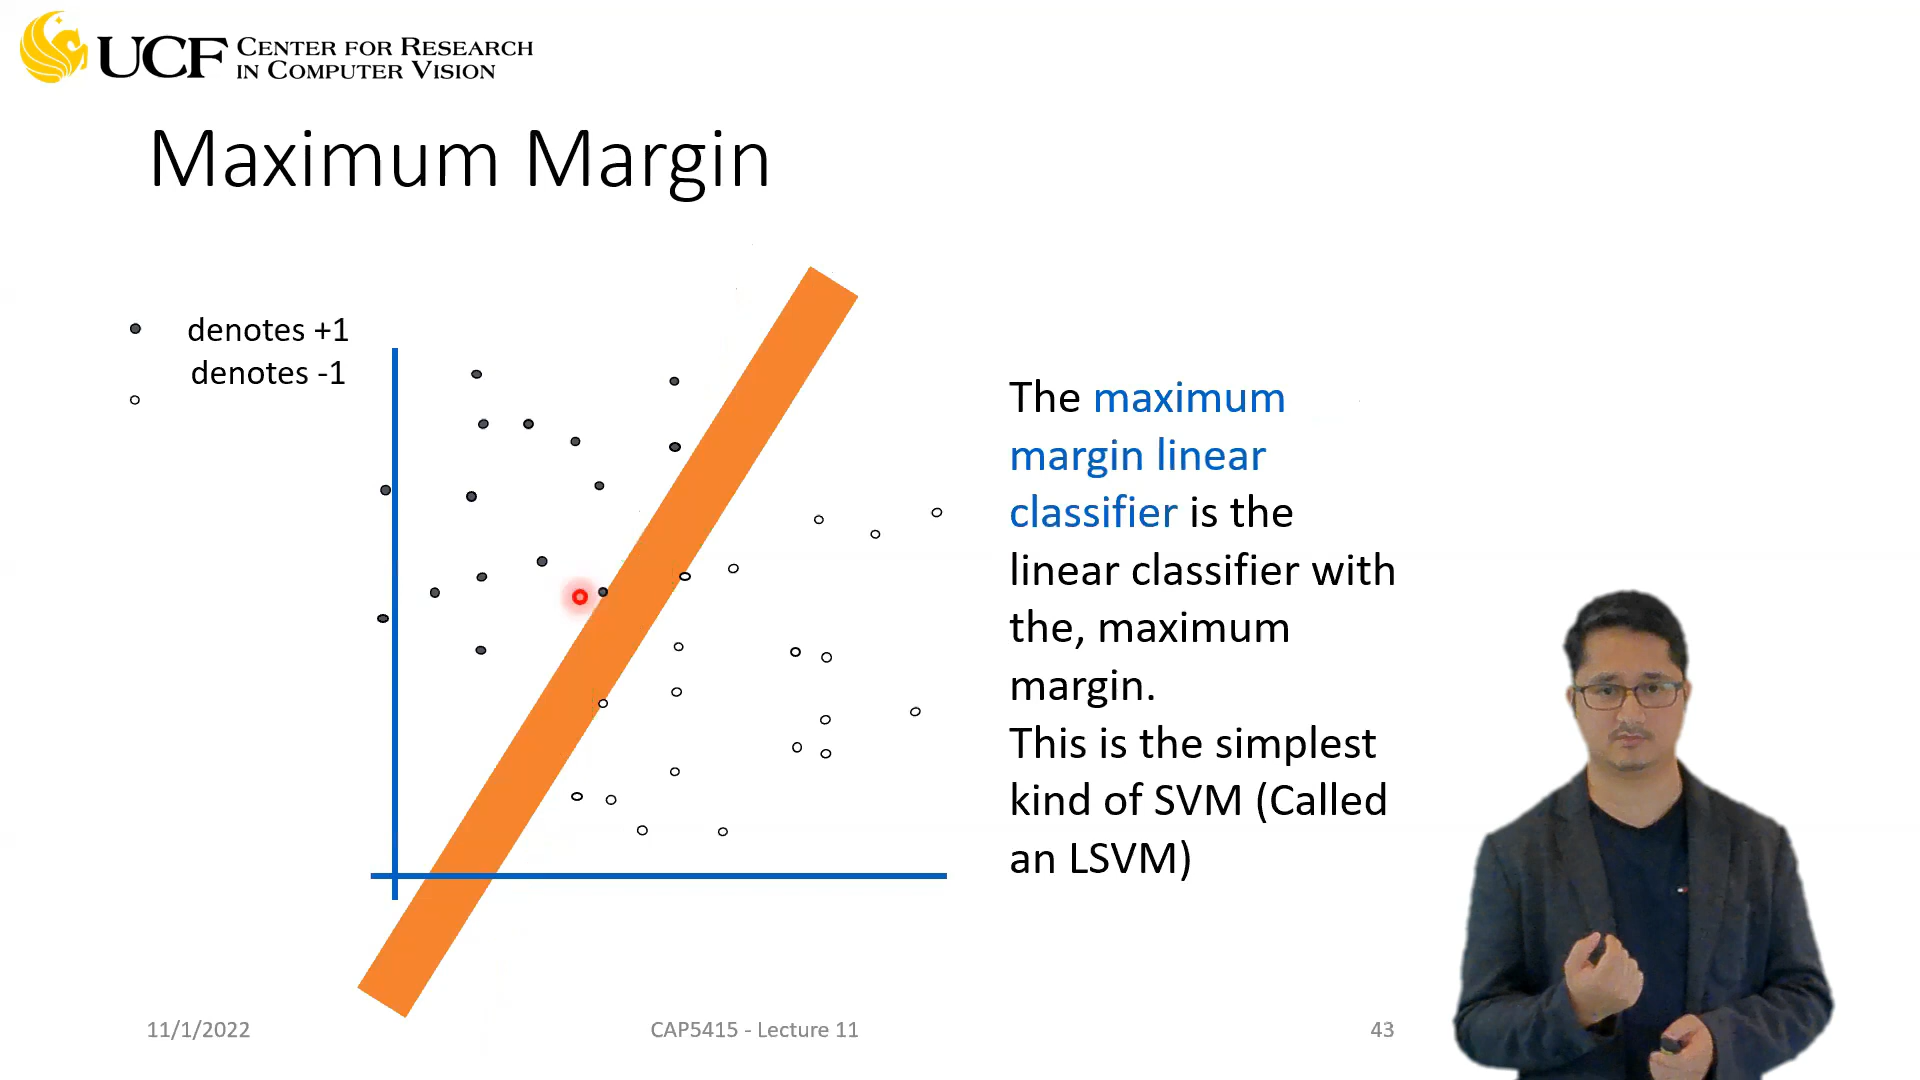 UCF CENTER FOR RESEARCH
IN COMPUTER VISION
Maximum Margin
denotes +1
denotes -1
The maximum
margin linear
classifier is the
linear classifier with
the, maximum
margin.
This is the simplest
kind of SVM (Called
an LSVM)
11/1/2022
CAP5415 - Lecture 11
43